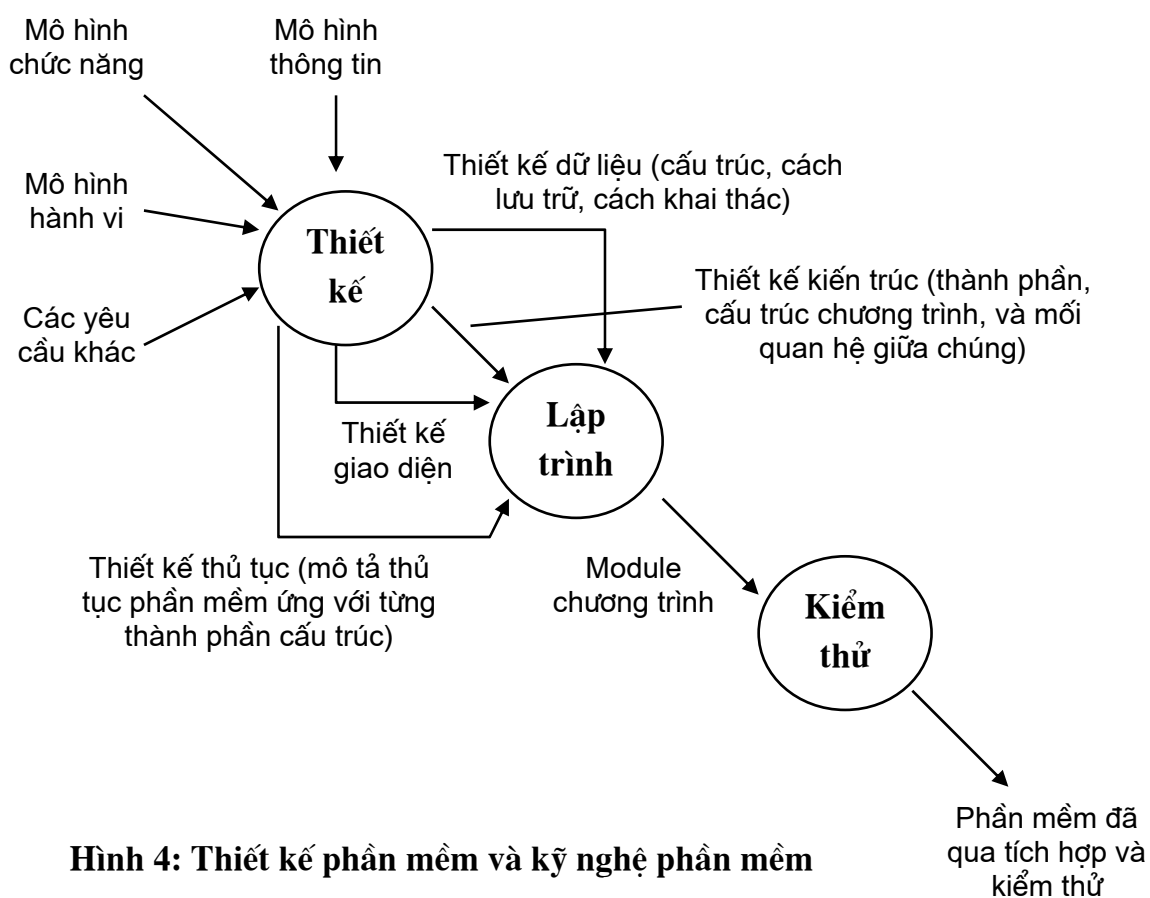 Mô hình
chức năng
Mô hình
thông tin
Mô hình
hành vi
Các yêu
cầu khác
Thiết
kế
Thiết kế dữ liệu (cấu trúc, cách
lưu trữ, cách khai thác)
Thiết kế kiến trúc (thành phần,
cấu trúc chương trình, và mối
quan hệ giữa chúng)
Thiết kế
giao diện
Lập
trình
Thiết kế thủ tục (mô tả thủ
tục phần mềm ứng với từng
thành phần cấu trúc)
Module
chương trình
Kiểm
thử
Phần mềm đã
qua tích hợp và
kiểm thử
Hình 4: Thiết kế phần mềm và kỹ nghệ phần mềm